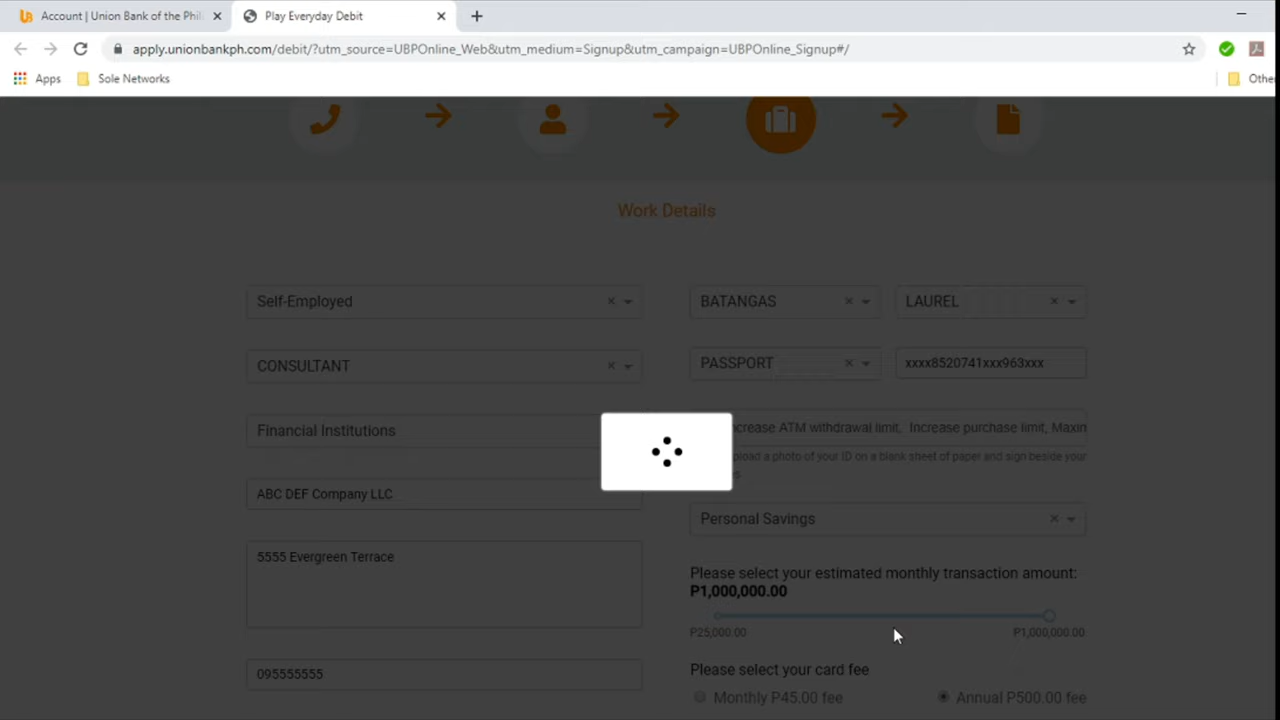 Account | Union Bank of the Phil
Play Everyday Debit
apply.unionbankph.com/debit/?utm_source=UBPOnline_Web&utm_medium=Signup&utm_campaign=UBPOnline_Signup#/
Apps
Sole Networks
Othe
Work Details
Self-Employed
BATANGAS
LAUREL
CONSULTANT
PASSPORT
xxxx8520741xxx963xxx
Financial Institutions
crease ATM withdrawal limit, Increase purchase limit, Maxin
pload a photo of your ID on a blank sheet of paper and sign beside your
ABC DEF Company LLC
Personal Savings
5555 Evergreen Terrace
Please select your estimated monthly transaction amount:
P1,000,000.00
P25,000.00
P1,000,000.00
Please select your card fee
095555555
Monthly P45.00 fee
Annual P500.00 fee